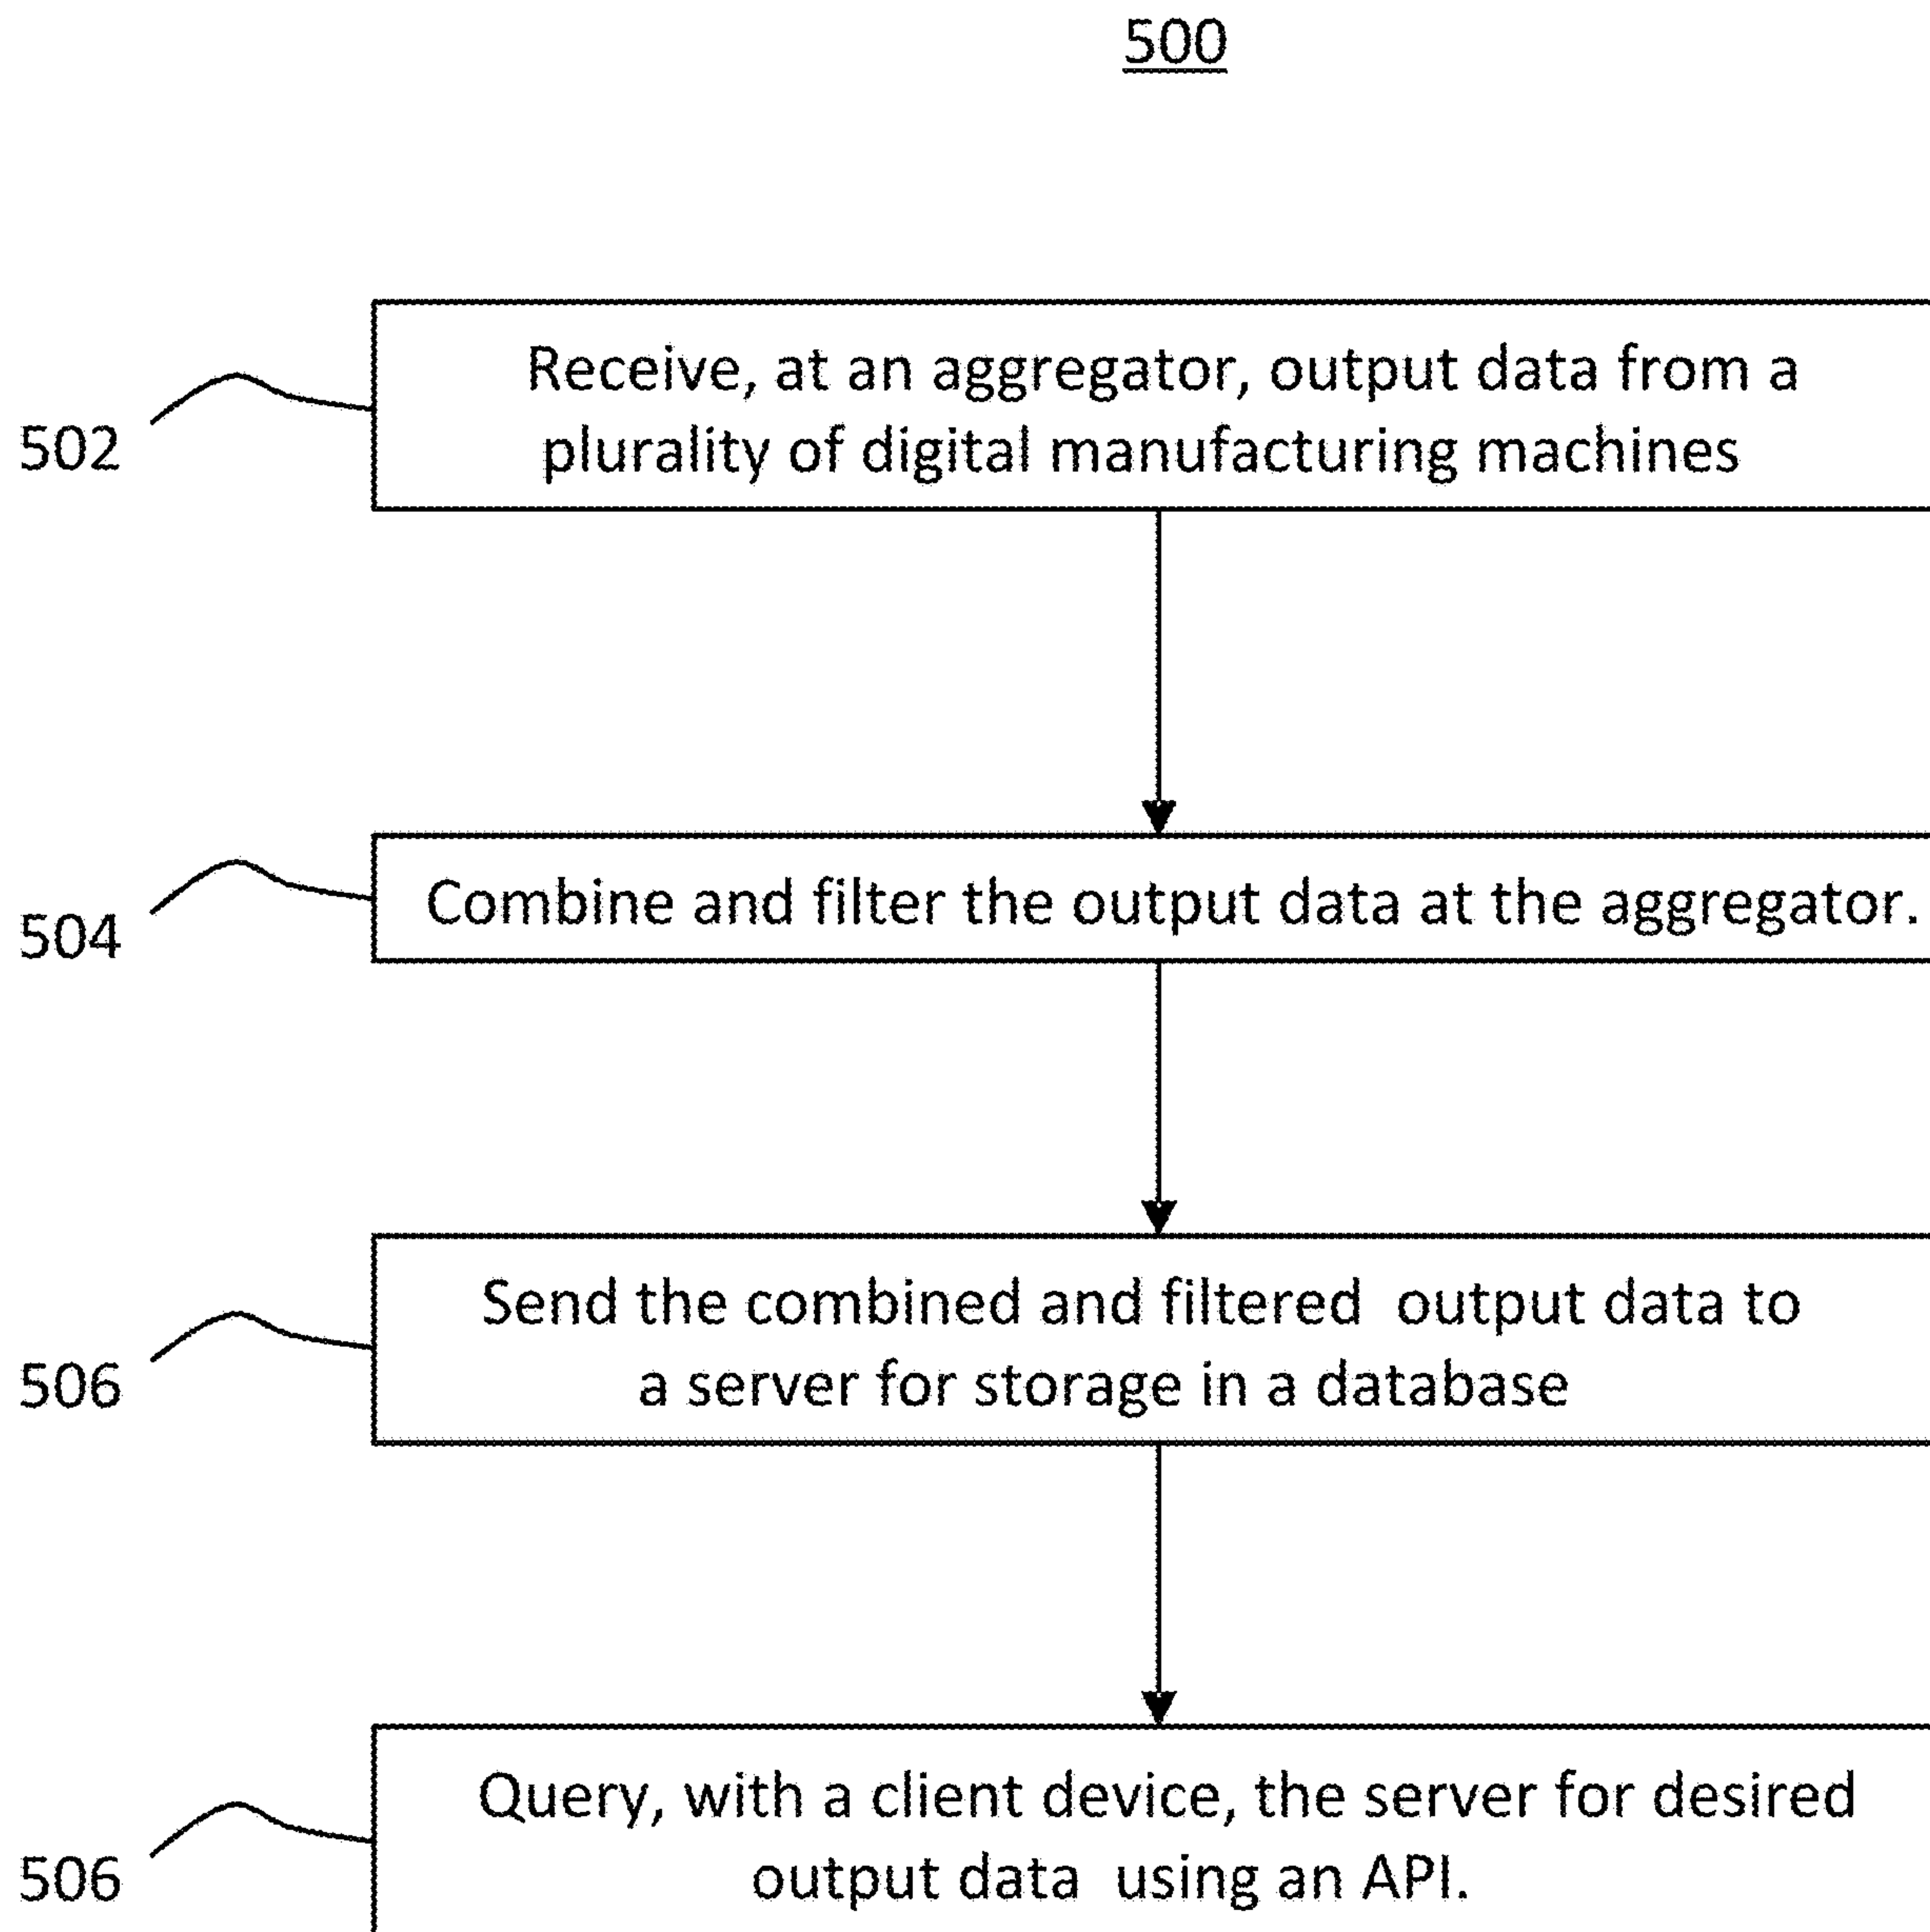 500
502
Receive, at an aggregator, output data from a
plurality of digital manufacturing machines
504
Combine and filter the output data at the aggregator.
506
Send the combined and filtered output data to
a server for storage in a database
506
Query, with a client device, the server for desired
output data using an API.